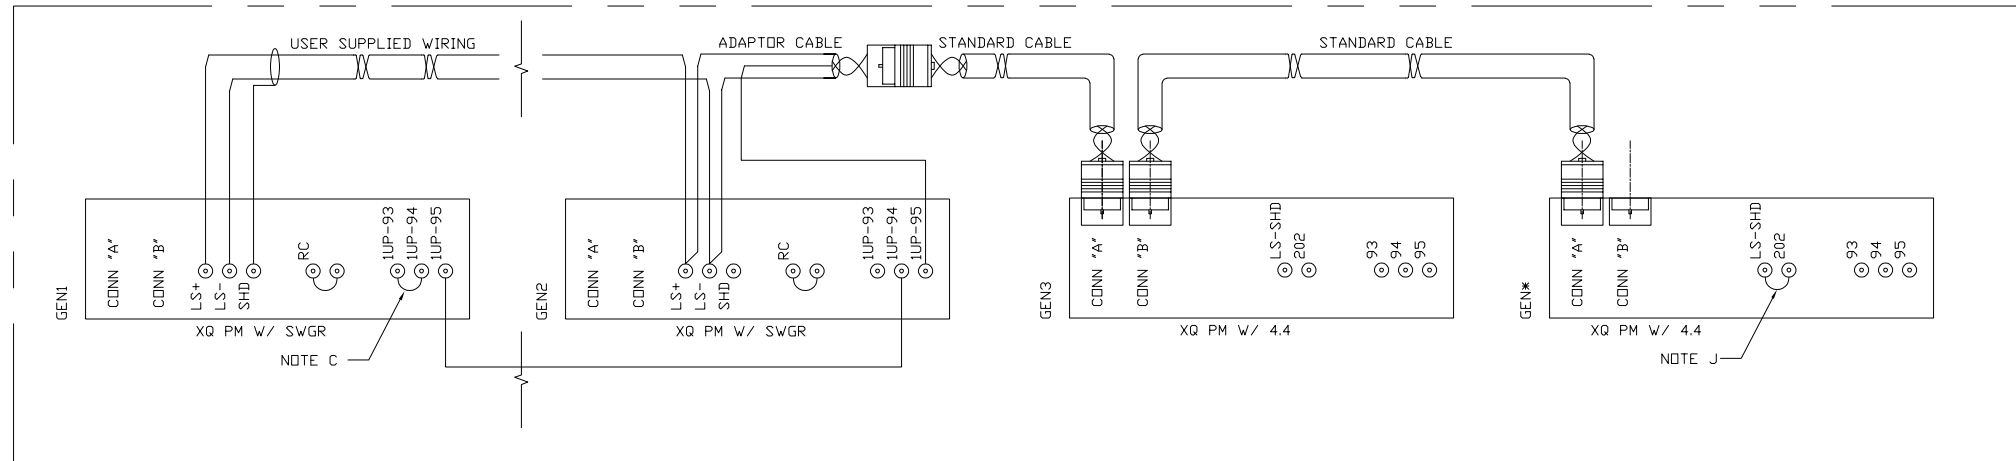 USER SUPPLIED WIRING
ADAPTOR CABLE
STANDARD CABLE
STANDARD CABLE
GEN1
CONN "A"
CONN "B"
LS+
LS-
SHD
RC
1UP-93
1UP-94
1UP-95
XQ PM W/ SWGR
NOTE C
GEN2
CONN "A"
CONN "B"
LS+
LS-
SHD
RC
1UP-93
1UP-94
1UP-95
XQ PM W/ SWGR
GEN3
CONN "A"
CONN "B"
LS-SHD
202
93
94
95
XQ PM W/ 4.4
GEN*
CONN "A"
CONN "B"
LS-SHD
202
93
94
95
XQ PM W/ 4.4
NOTE J